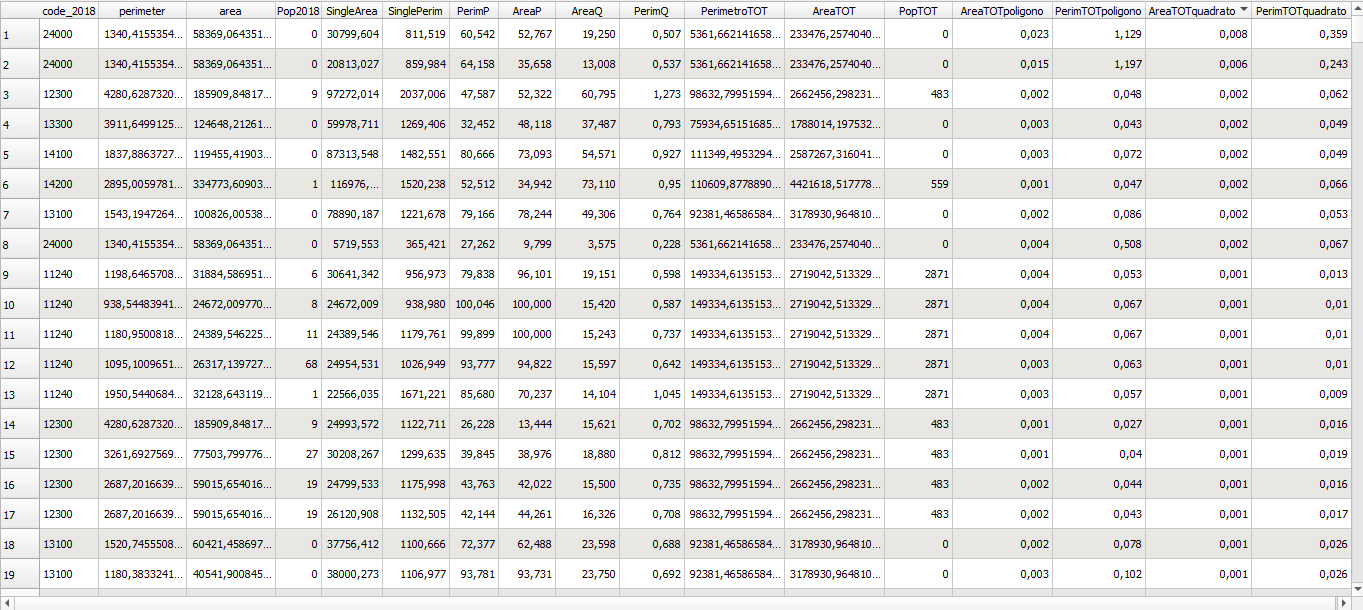 code_2018 perimeter area Pop2018 SingleArea SinglePerim PerimP AreaP AreaQ PerimQ PerimetroTOT AreaTOT PopTOT AreaTOTpoligono PerimTOTpoligono AreaTOTquadrato PerimTOTquadrato
1 24000 1340,4155354... 58369,064351... 0 30799,604 811,519 60,542 52,767 19,250 0,507 5361,662141658... 233476,2574040... 0 0,023 1,129 0,008 0,359
2 24000 1340,4155354... 58369,064351... 0 20813,027 859,984 64,158 35,658 13,008 0,537 5361,662141658... 233476,2574040... 0 0,015 1,197 0,006 0,243
3 12300 4280,6287320... 185909,84817... 9 97272,014 2037,006 47,587 52,322 60,795 1,273 98632,79951594... 2662456,298231... 483 0,002 0,048 0,002 0,062
4 13300 3911,6499125... 124648,21261... 0 59978,711 1269,406 32,452 48,118 37,487 0,793 75934,65151685... 1788014,197532... 0 0,003 0,043 0,002 0,049
5 14100 1837,8863727... 119455,41903... 0 87313,548 1482,551 80,666 73,093 54,571 0,927 111349,4953294... 2587267,316041... 0 0,003 0,072 0,002 0,049
6 14200 2895,0059781... 334773,60903... 1 116976,... 1520,238 52,512 34,942 73,110 0,95 110609,8778890... 4421618,517778... 559 0,001 0,047 0,002 0,066
7 13100 1543,1947264... 100826,00538... 0 78890,187 1221,678 79,166 78,244 49,306 0,764 92381,46586584... 3178930,964810... 0 0,002 0,086 0,002 0,053
8 24000 1340,4155354... 58369,064351... 0 5719,553 365,421 27,262 9,799 3,575 0,228 5361,662141658... 233476,2574040... 0 0,004 0,508 0,002 0,067
9 11240 1198,6465708... 31884,586951... 6 30641,342 956,973 79,838 96,101 19,151 0,598 149334,6135153... 2719042,513329... 2871 0,004 0,053 0,001 0,013
10 11240 938,54483941... 24672,009770... 8 24672,009 938,980 100,046 100,000 15,420 0,587 149334,6135153... 2719042,513329... 2871 0,004 0,067 0,001 0,01
11 11240 1180,9500818... 24389,546225... 11 24389,546 1179,761 99,899 100,000 15,243 0,737 149334,6135153... 2719042,513329... 2871 0,004 0,067 0,001 0,01
12 11240 1095,1009651... 26317,139727... 68 24954,531 1026,949 93,777 94,822 15,597 0,642 149334,6135153... 2719042,513329... 2871 0,003 0,063 0,001 0,01
13 11240 1950,5440684... 32128,643119... 1 22566,035 1671,221 85,680 70,237 14,104 1,045 149334,6135153... 2719042,513329... 2871 0,003 0,057 0,001 0,009
14 12300 4280,6287320... 185909,84817... 9 24993,572 1122,711 26,228 13,444 15,621 0,702 98632,79951594... 2662456,298231... 483 0,001 0,027 0,001 0,016
15 12300 3261,6927569... 77503,799776... 27 30208,267 1299,635 39,845 38,976 18,880 0,812 98632,79951594... 2662456,298231... 483 0,001 0,04 0,001 0,019
16 12300 2687,2016639... 59015,654016... 19 24799,533 1175,998 43,763 42,022 15,500 0,735 98632,79951594... 2662456,298231... 483 0,002 0,044 0,001 0,016
17 12300 2687,2016639... 59015,654016... 19 26120,908 1132,505 42,144 44,261 16,326 0,708 98632,79951594... 2662456,298231... 483 0,002 0,043 0,001 0,017
18 13100 1520,7455508... 60421,458697... 0 37756,412 1100,666 72,377 62,488 23,598 0,688 92381,46586584... 3178930,964810... 0 0,002 0,078 0,001 0,026
19 13100 1180,3833241... 40541,900845... 0 38000,273 1106,977 93,781 93,731 23,750 0,692 92381,46586584... 3178930,964810... 0 0,003 0,102 0,001 0,026